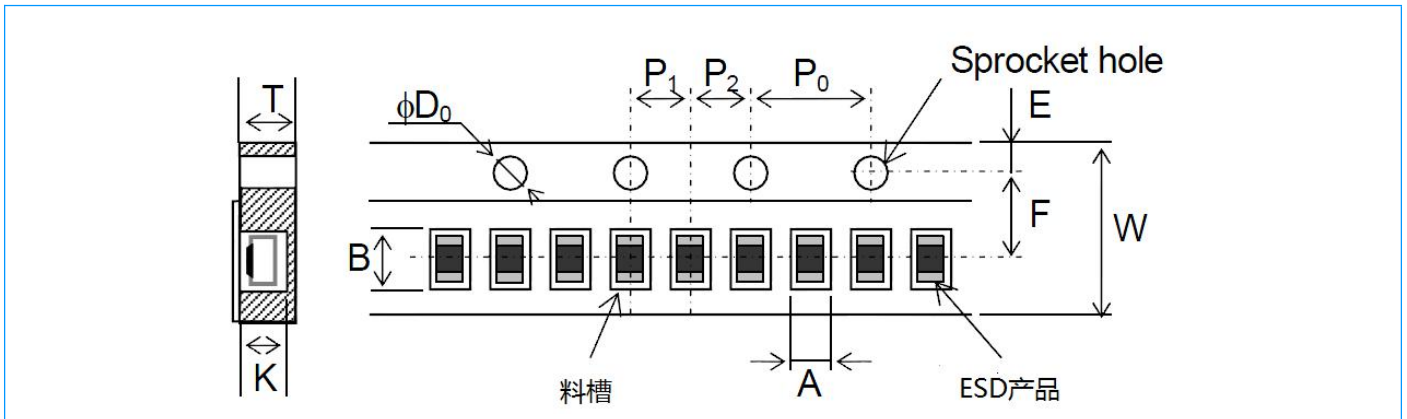 Sprocket hole
P₁
P₂
P₀
T
E
ϕD₀
F
W
B
K
料槽
A
ESD产品